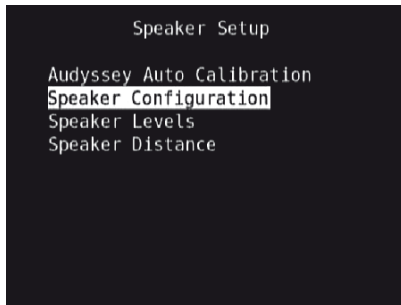 Speaker Setup
Audyssey Auto Calibration
Speaker Configuration
Speaker Levels
Speaker Distance